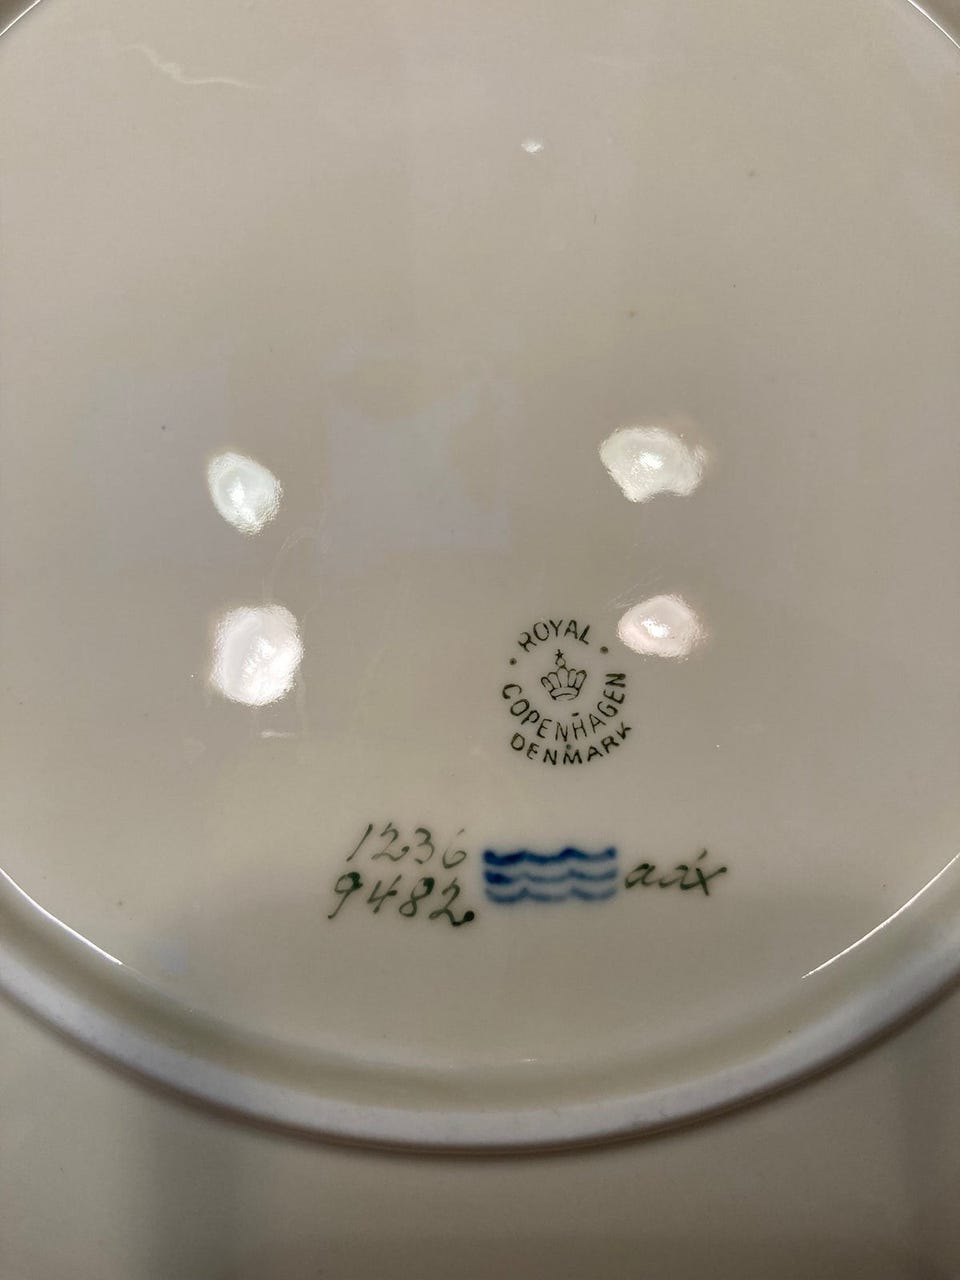 ROYAL
COPENHAGEN
DENMARK
1236
9482